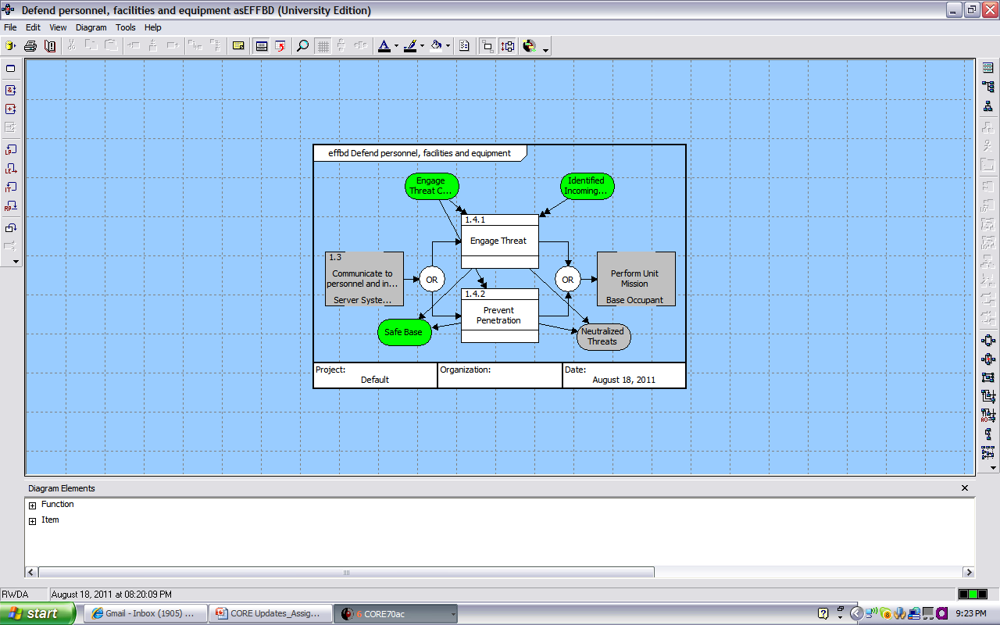 Defend personnel, facilities and equipment asEFFBD (University Edition)
File Edit View Diagram Tools Help
effbd Defend personnel, facilities and equipment
Engage
Threat C...
Identified
Incoming...
1.4.1
Engage Threat
1.3
Communicate to
personnel and in...
Server Syste...
OR
OR
Perform Unit
Mission
Base Occupant
1.4.2
Prevent
Penetration
Safe Base
Neutralized
Threats
Project:
Default
Organization:
Date:
August 18, 2011
Diagram Elements
Function
Item
RWDA August 18, 2011 at 08:20:09 PM
start Gmail - Inbox (1905) ... CORE Updates_Assig... 6 CORE70ac 9:23 PM